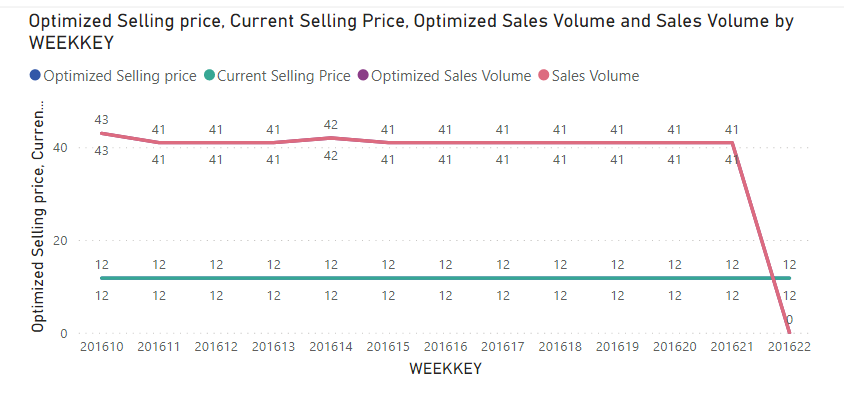 Optimized Selling price, Current Selling Price, Optimized Sales Volume and Sales Volume by
WEEKKEY
Optimized Selling price Current Selling Price Optimized Sales Volume Sales Volume
Optimized Selling price, Curren...
43 41 41 41 42 41 41 41 41 41 41 41
40
43 41 41 41 42 41 41 41 41 41 41 41
20
12 12 12 12 12 12 12 12 12 12 12 12 12
12 12 12 12 12 12 12 12 12 12 12 12 12
0
0
201610 201611 201612 201613 201614 201615 201616 201617 201618 201619 201620 201621 201622
WEEKKEY